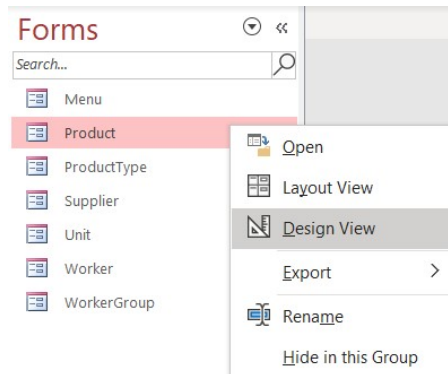 Forms
Search...
Menu
Product
ProductType
Supplier
Unit
Worker
WorkerGroup
Open
Layout View
Design View
Export
Rename
Hide in this Group